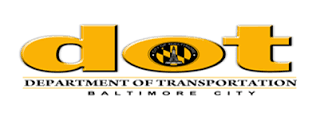 dot
DEPARTMENT OF TRANSPORTATION
BALTIMORE CITY